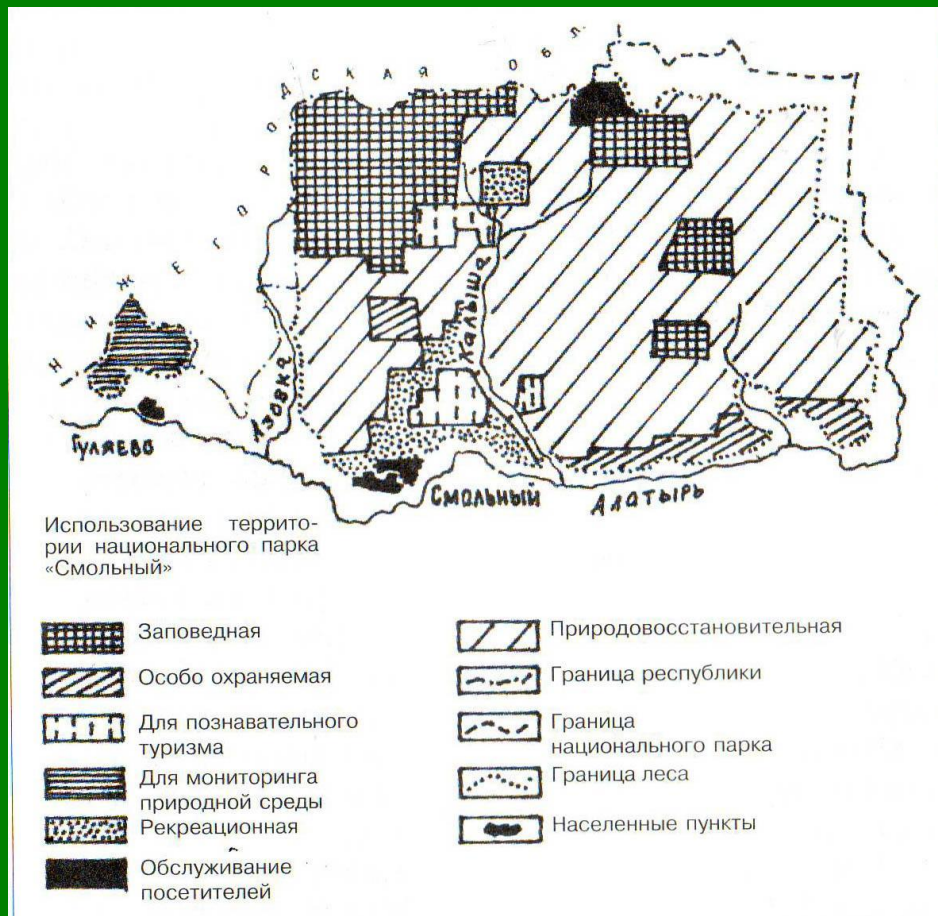 НИЖЕГОРОДСКАЯ ОБЛ.
Халыша
Азовка
Гуляево
Смольный
Алатырь
Использование террито-
рии национального парка
«Смольный»
Заповедная
Особо охраняемая
Для познавательного
туризма
Для мониторинга
природной среды
Рекреационная
Обслуживание
посетителей
Природовосстановительная
Граница республики
Граница
национального парка
Граница леса
Населенные пункты